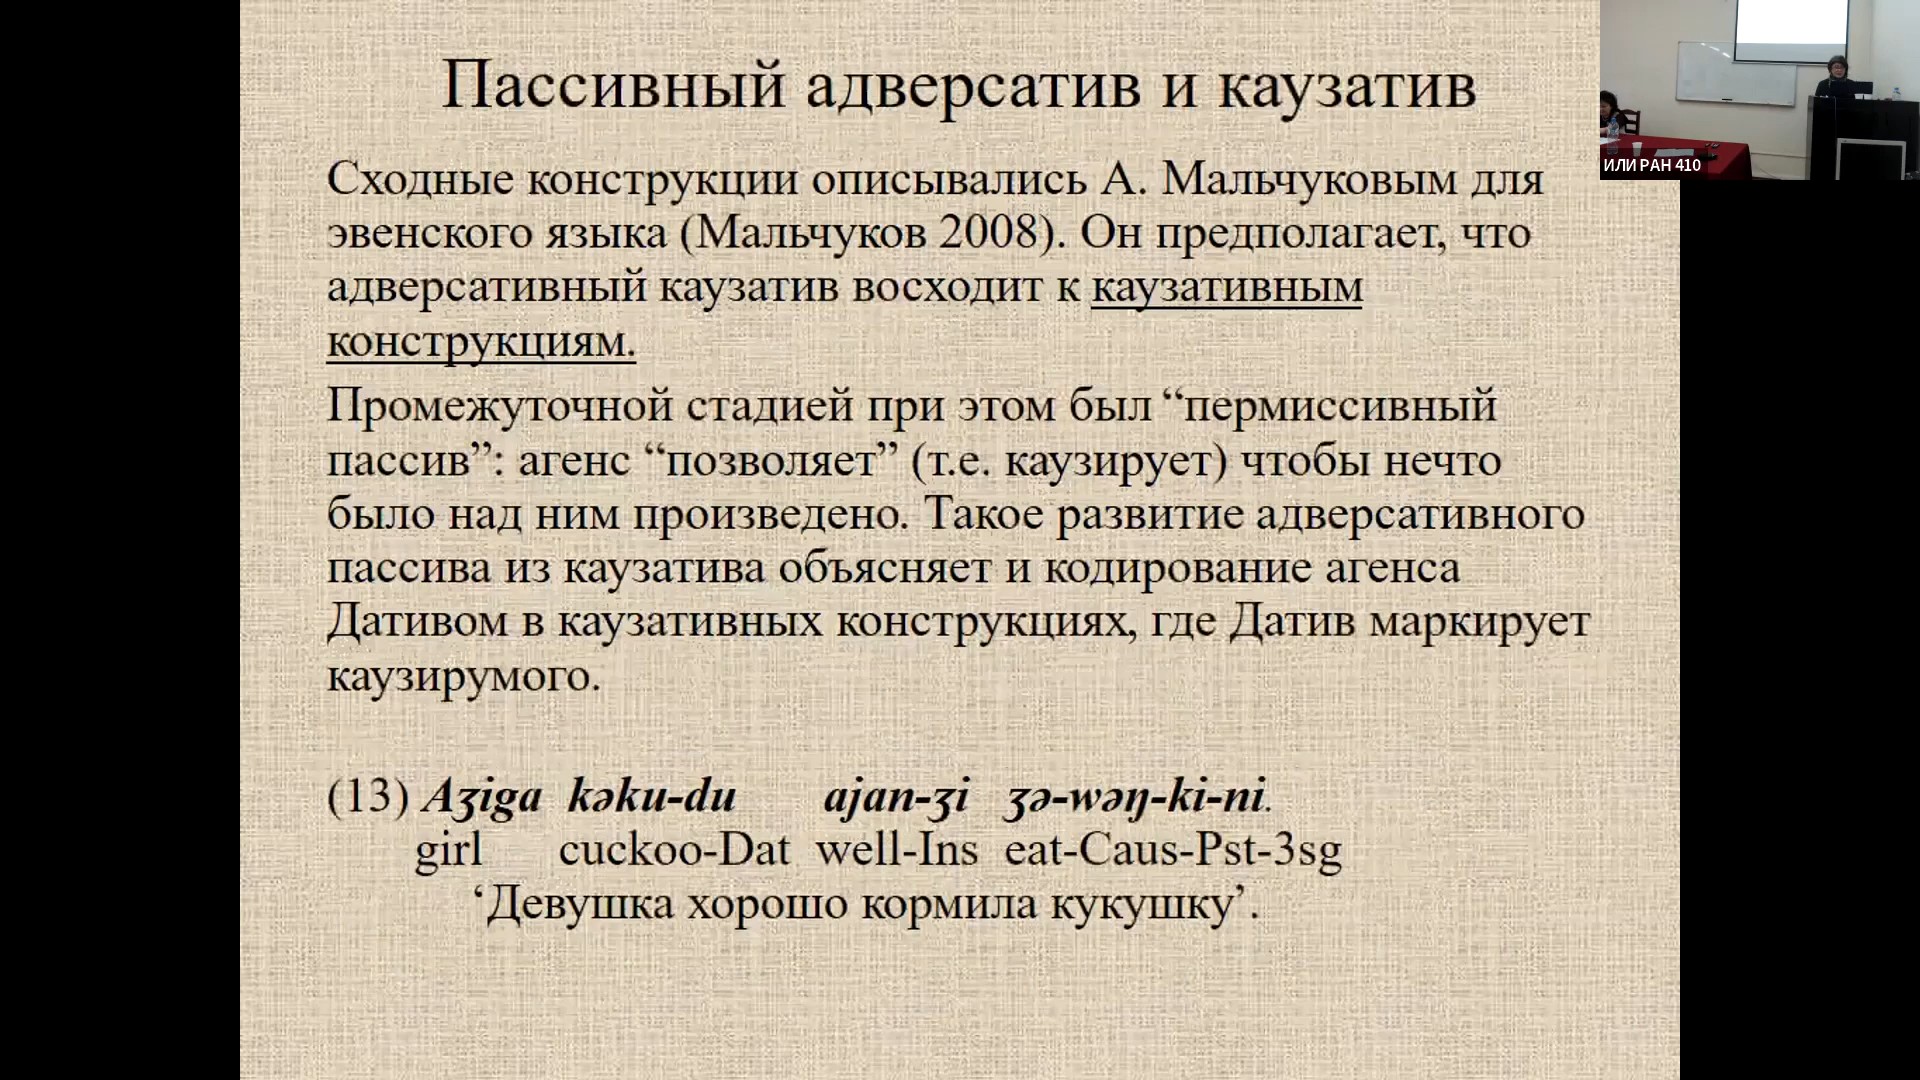 Пассивный адверсатив и каузатив
Сходные конструкции описывались А. Мальчуковым для
эвенского языка (Мальчуков 2008). Он предполагает, что
адверсативный каузатив восходит к каузативным
конструкциям.
Промежуточной стадией при этом был “пермиссивный
пассив”: агенс “позволяет” (т.е. каузирует) чтобы нечто
было над ним произведено. Такое развитие адверсативного
пассива из каузатива объясняет и кодирование агенса
Дативом в каузативных конструкциях, где Датив маркирует
каузирумого.
(13) Aʒiga kəku-du ajan-ʒi ʒə-wəŋ-ki-ni.
girl cuckoo-Dat well-Ins eat-Caus-Pst-3sg
‘Девушка хорошо кормила кукушку’.
ИЛИ РАН 410